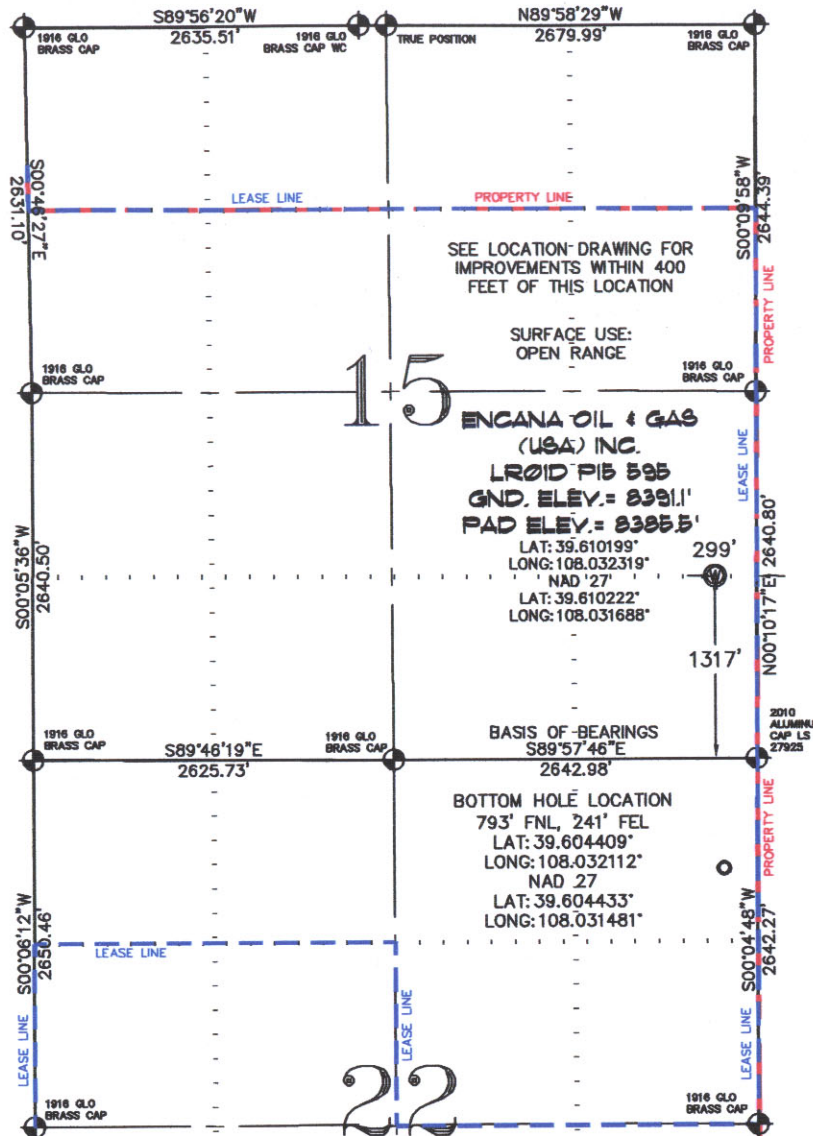 S89°56'20"W
2635.51'
N89°58'29"W
2679.99'
1916 GLO
BRASS CAP
1916 GLO
BRASS CAP WC
TRUE POSITION
1916 GLO
BRASS CAP
S00°46'27"E
2631.10'
LEASE LINE
PROPERTY LINE
S00°09'58"W
2644.39'
SEE LOCATION DRAWING FOR
IMPROVEMENTS WITHIN 400
FEET OF THIS LOCATION
PROPERTY LINE
SURFACE USE:
OPEN RANGE
1916 GLO
BRASS CAP
15
1916 GLO
BRASS CAP
ENCANA OIL & GAS
(USA) INC.
LR01D P15 595
GND. ELEV.= 8391.1'
PAD ELEV.= 8385.5'
LAT: 39.610199°
LONG: 108.032319°
NAD '27'
LAT: 39.610222°
LONG: 108.031688°
LEASE LINE
299'
N00°10'17"E
2640.80'
S00°05'36"W
2640.50'
1317'
1916 GLO
BRASS CAP
S89°46'19"E
2625.73'
1916 GLO
BRASS CAP
BASIS OF BEARINGS
S89°57'46"E
2642.98'
2010
ALUMINU
CAP LS
27925
BOTTOM HOLE LOCATION
793' FNL, 241' FEL
LAT: 39.604409°
LONG: 108.032112°
NAD 27
LAT: 39.604433°
LONG: 108.031481°
PROPERTY LINE
S00°06'12"W
2650.46'
LEASE LINE
S00°04'48"W
2642.27'
LEASE LINE
LEASE LINE
LEASE LINE
22
1916 GLO
BRASS CAP
1916 GLO
BRASS CAP